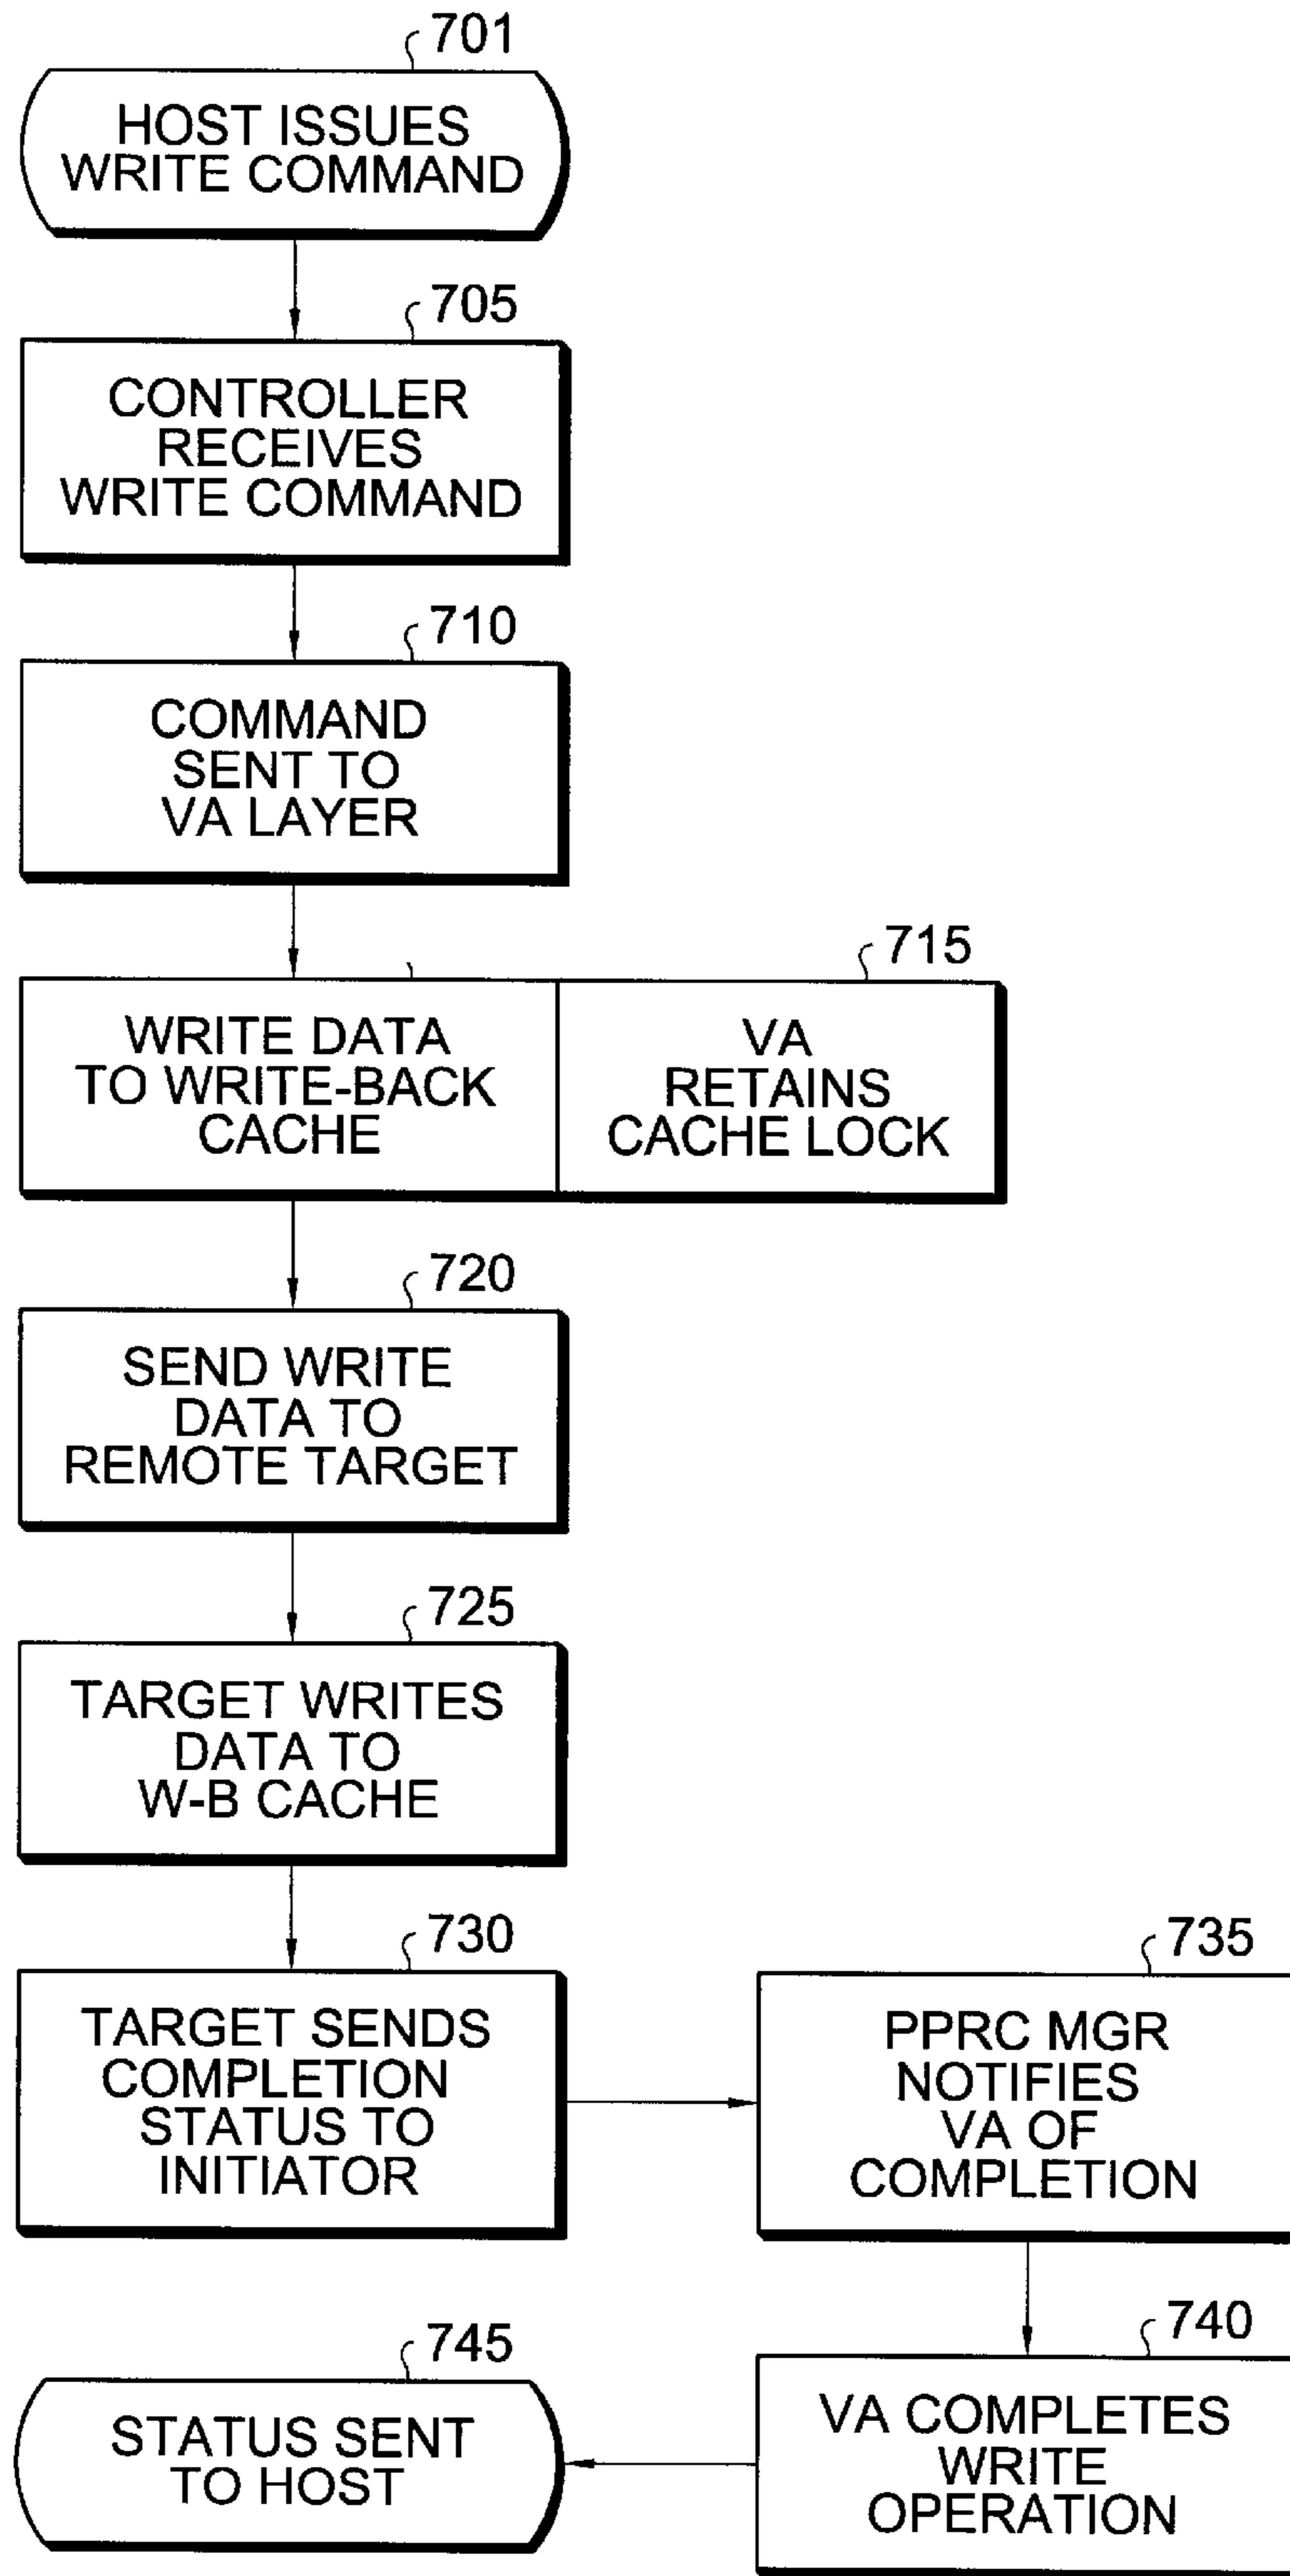 701
HOST ISSUES
WRITE COMMAND
705
CONTROLLER
RECEIVES
WRITE COMMAND
710
COMMAND
SENT TO
VA LAYER
WRITE DATA
TO WRITE-BACK
CACHE
715
VA
RETAINS
CACHE LOCK
720
SEND WRITE
DATA TO
REMOTE TARGET
725
TARGET WRITES
DATA TO
W-B CACHE
730
TARGET SENDS
COMPLETION
STATUS TO
INITIATOR
735
PPRC MGR
NOTIFIES
VA OF
COMPLETION
740
VA COMPLETES
WRITE
OPERATION
745
STATUS SENT
TO HOST